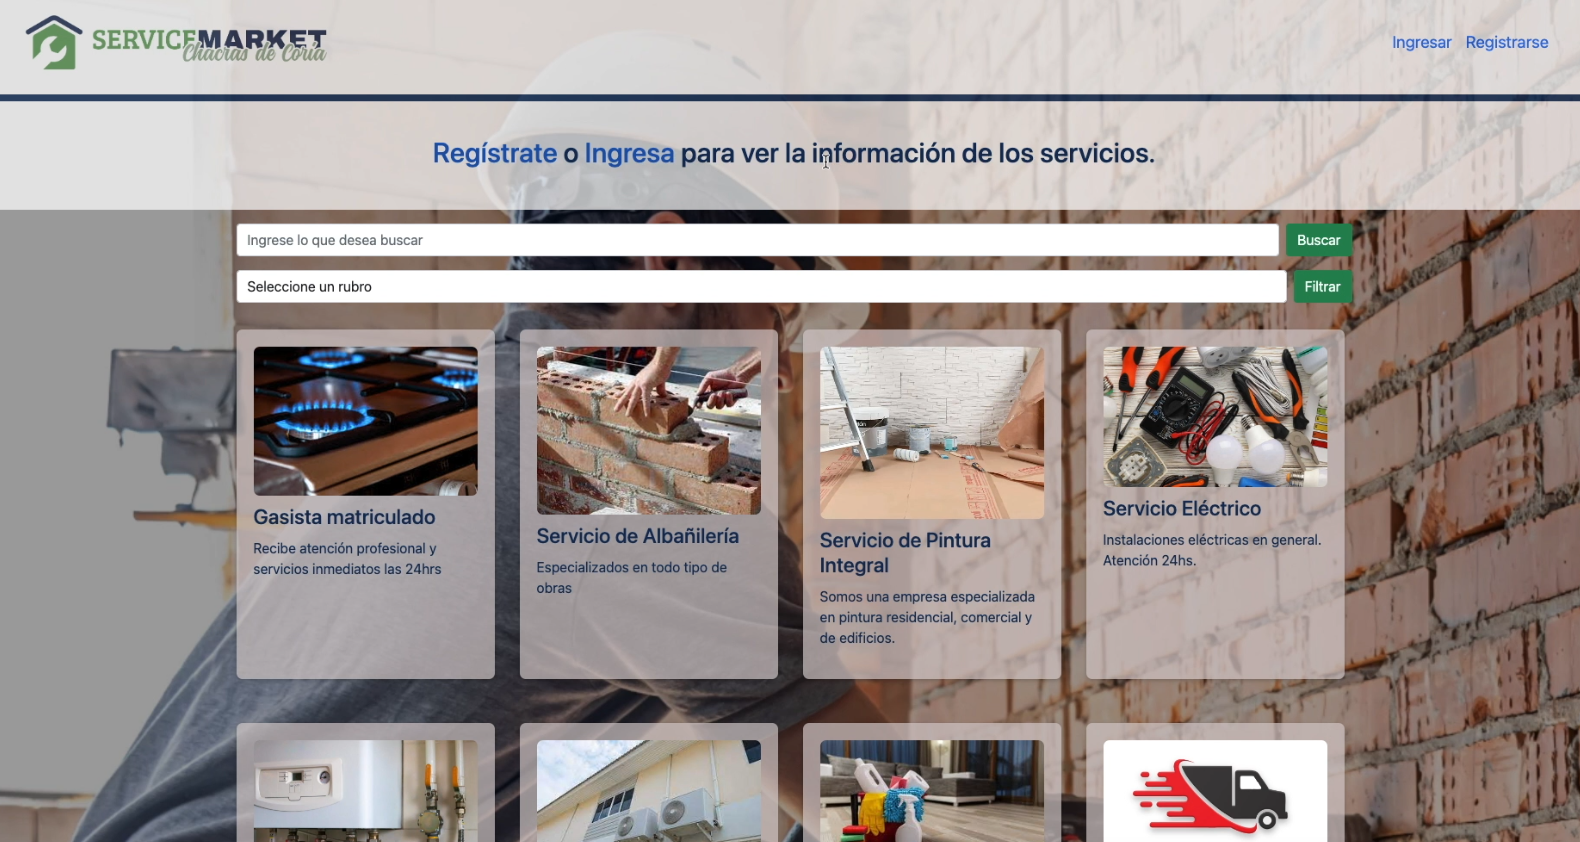 SERVICEMARKET
Chacras de Coria
Ingresar Registrarse
Regístrate o Ingresa para ver la información de los servicios.
Ingrese lo que desea buscar
Buscar
Seleccione un rubro
Filtrar
Gasista matriculado
Recibe atención profesional y
servicios inmediatos las 24hrs
Servicio de Albañilería
Especializados en todo tipo de
obras
Servicio de Pintura
Integral
Somos una empresa especializada
en pintura residencial, comercial y
de edificios.
Servicio Eléctrico
Instalaciones eléctricas en general.
Atención 24hs.